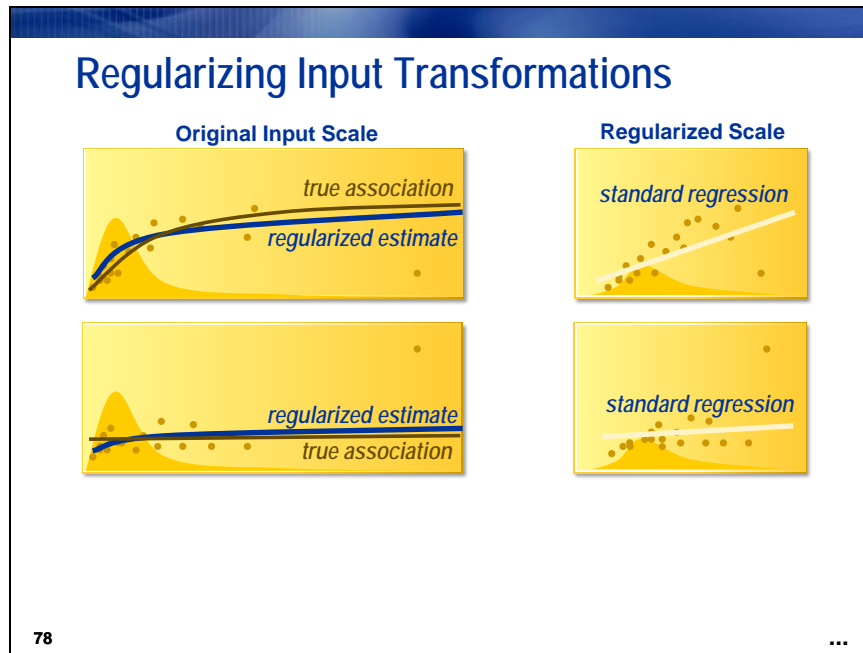 Regularizing Input Transformations
Original Input Scale
Regularized Scale
true association
regularized estimate
standard regression
regularized estimate
true association
standard regression
78
...